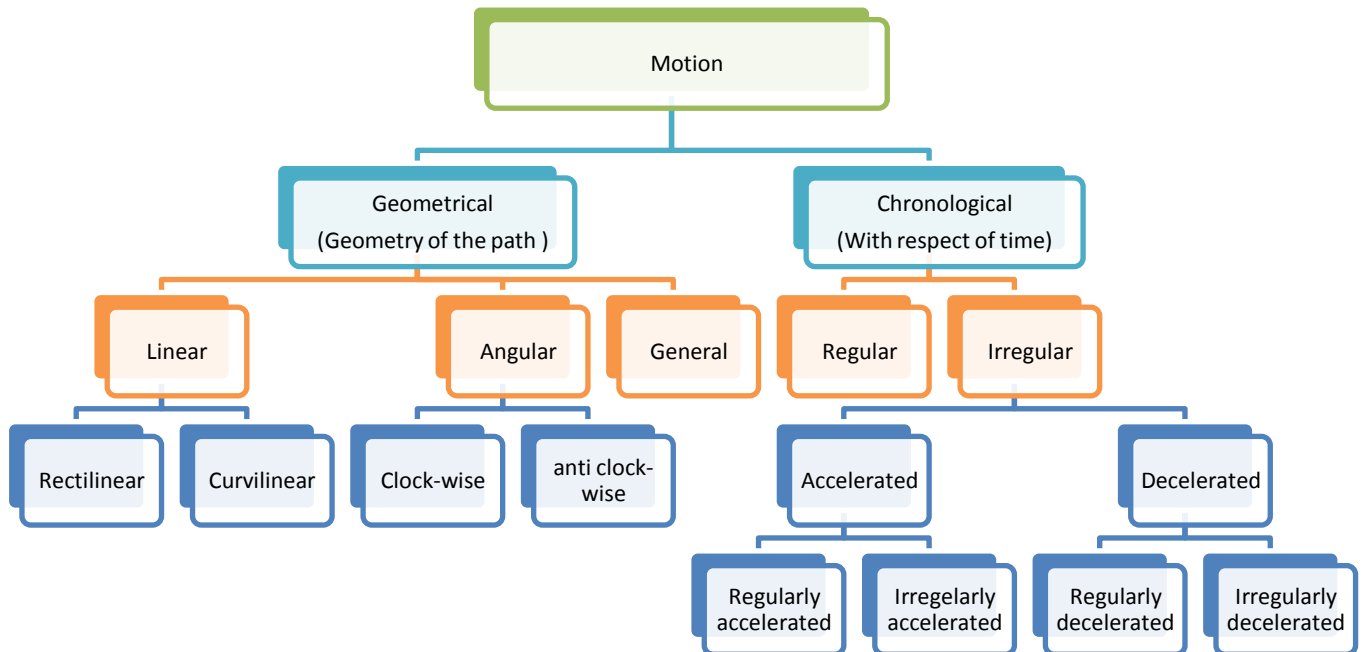 Motion
Geometrical
(Geometry of the path )
Chronological
(With respect of time)
Linear
Angular
General
Regular
Irregular
Rectilinear
Curvilinear
Clock-wise
anti clock-
wise
Accelerated
Decelerated
Regularly
accelerated
Irregelarly
accelerated
Regularly
decelerated
Irregularly
decelerated